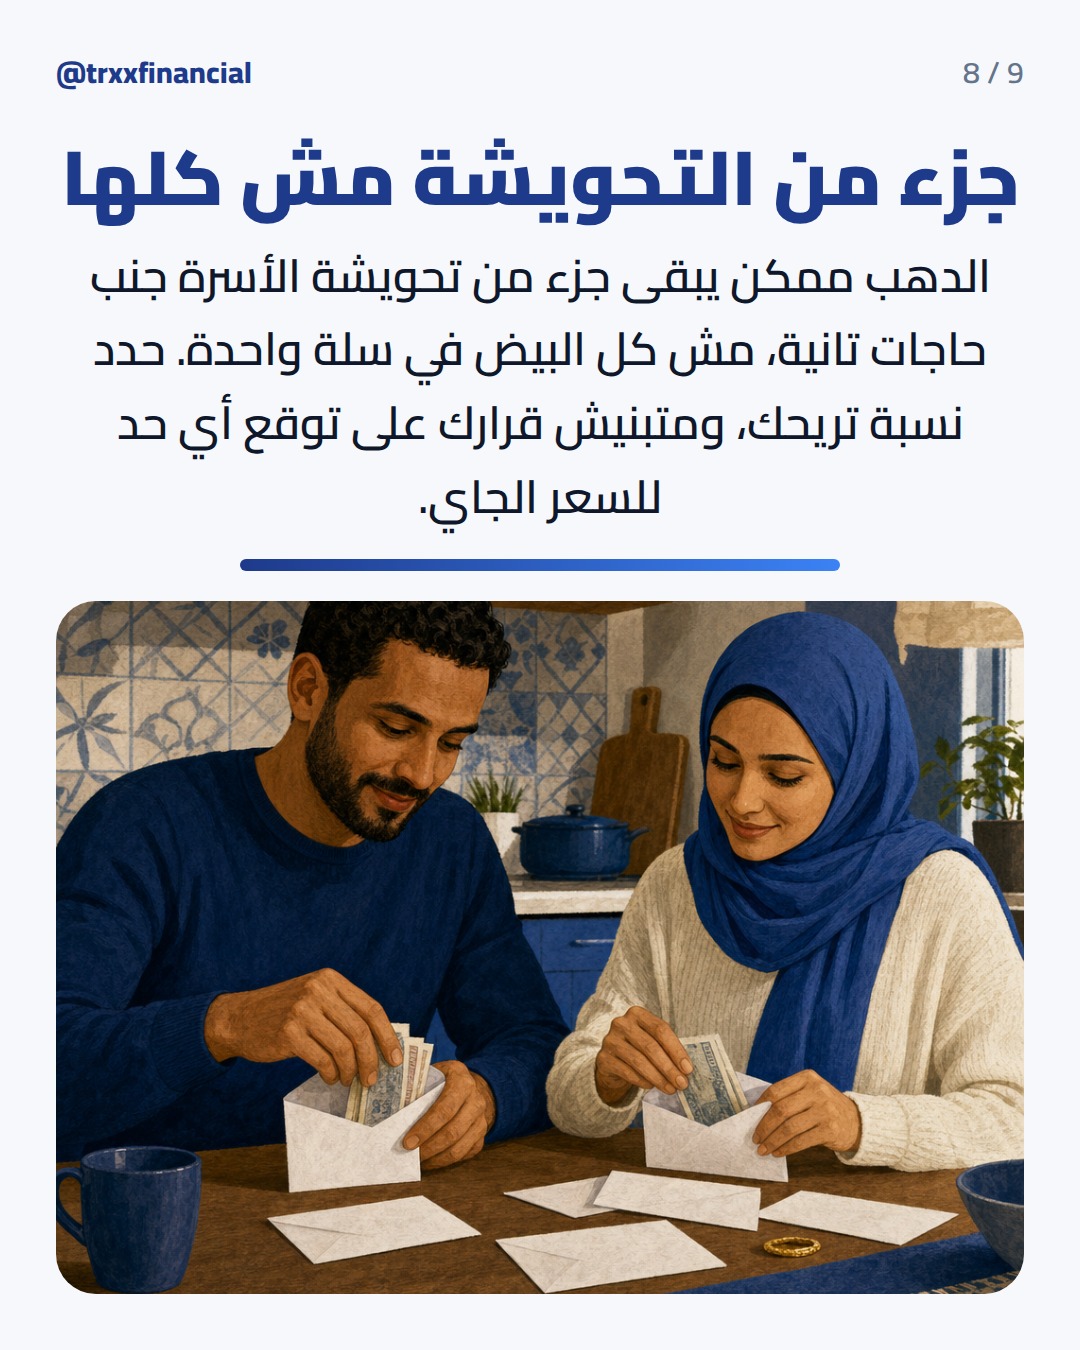 @trxxfinancial
8 / 9
جزء من التحويشة مش كلها
الدهب ممكن يبقى جزء من تحويشة الأسرة جنب
حاجات تانية، مش كل البيض في سلة واحدة. حدد
نسبة تريحك، ومتبنيش قرارك على توقع أي حد
للسعر الجاي.